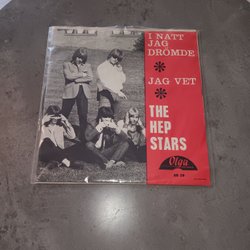 I NATT
JAG
DRÖMDE
JAG VET
THE
HEP
STARS
Olga